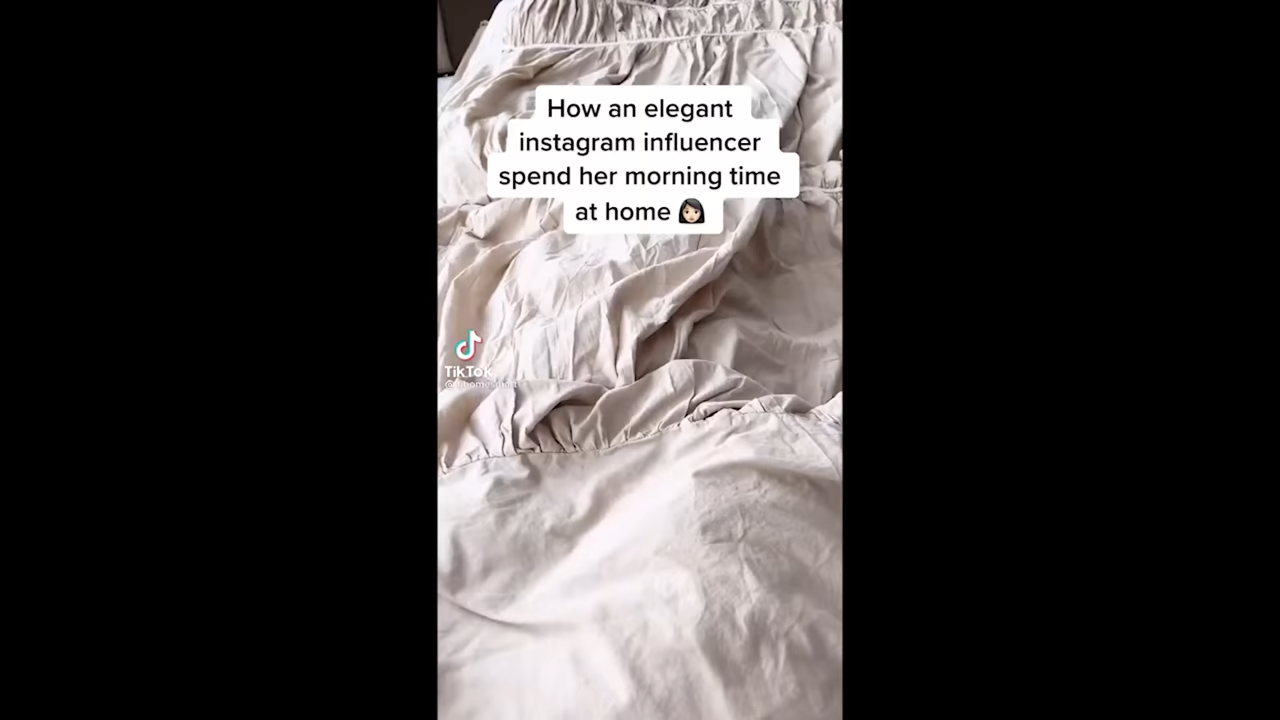 How an elegant
instagram influencer
spend her morning time
at home 👩🏻
TikTok